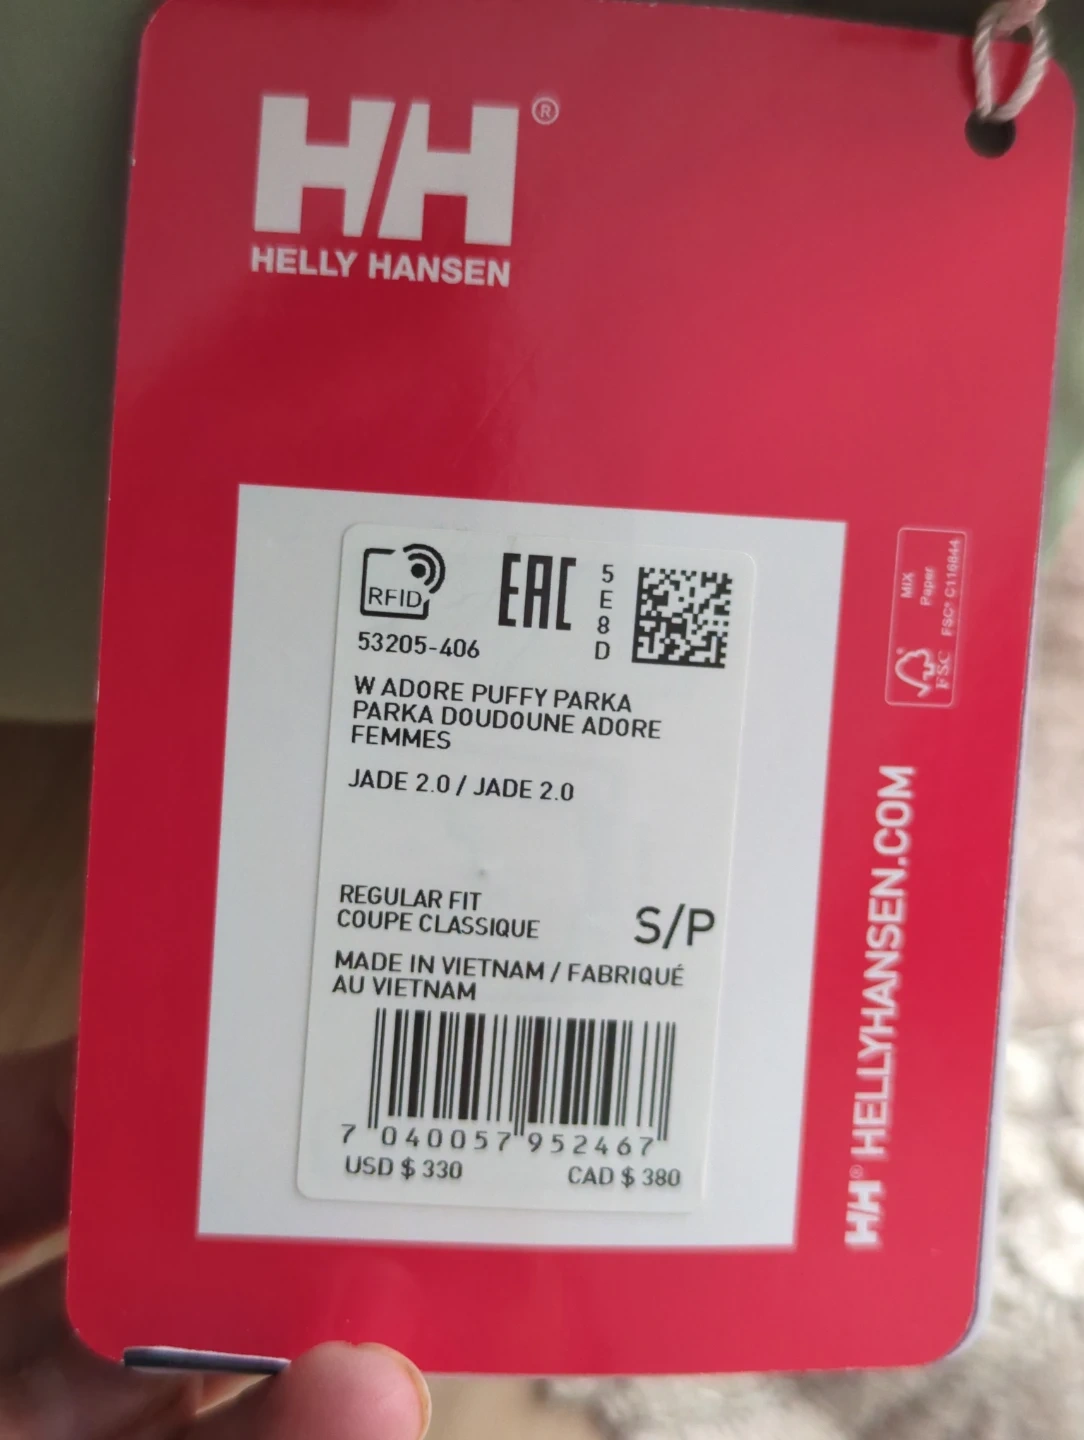 HH®
HELLY HANSEN
RFID
EAC
5
E
8
D
53205-406
W ADORE PUFFY PARKA
PARKA DOUDOUNE ADORE
FEMMES
JADE 2.0 / JADE 2.0
REGULAR FIT
COUPE CLASSIQUE
S/P
MADE IN VIETNAM / FABRIQUÉ
AU VIETNAM
7 040057 952467
USD $ 330
CAD $ 380
FSC®
MIX
Paper
FSC® C116844
HH® HELLYHANSEN.COM